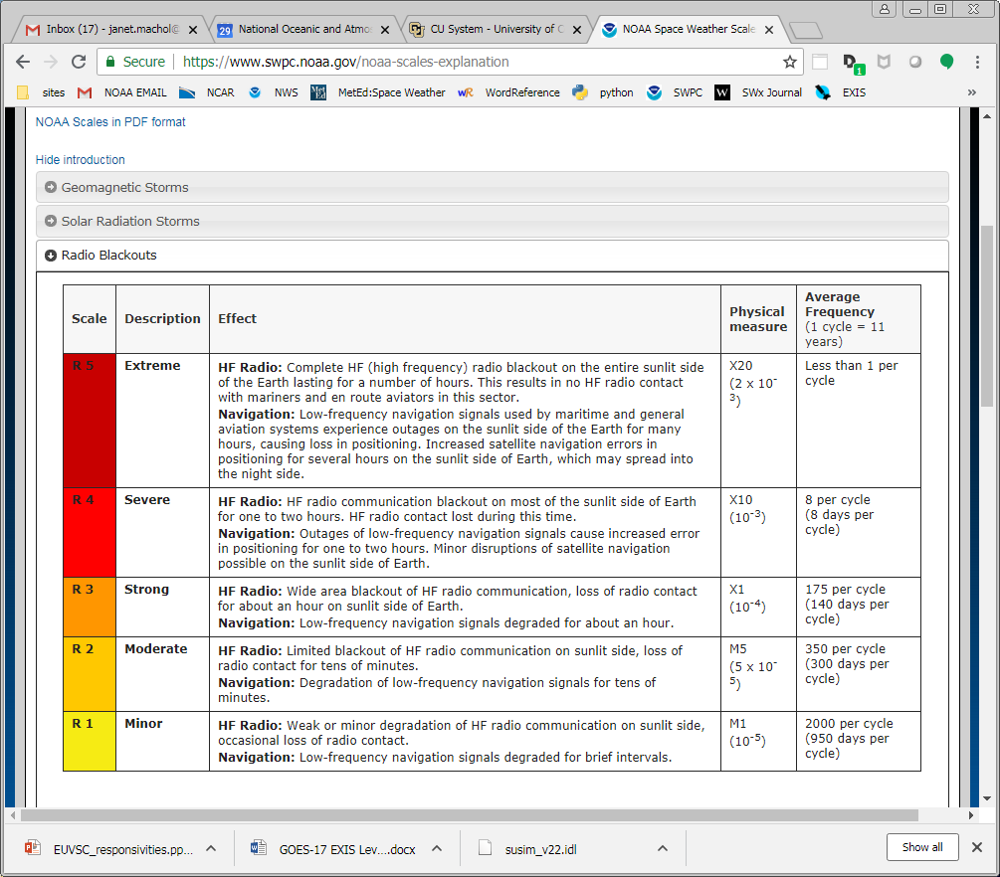 Inbox (17) - janet.machol@
National Oceanic and Atmo
CU System - University of C
NOAA Space Weather Scale
Secure https://www.swpc.noaa.gov/noaa-scales-explanation
D 1
sites NOAA EMAIL NCAR NWS MetEd MetEd:Space Weather wR WordReference python SWPC W SWx Journal EXIS »
NOAA Scales in PDF format
Hide introduction
Geomagnetic Storms
Solar Radiation Storms
Radio Blackouts
Scale Description Effect Physical measure Average Frequency (1 cycle = 11 years)
R 5 Extreme
HF Radio: Complete HF (high frequency) radio blackout on the entire sunlit side
of the Earth lasting for a number of hours. This results in no HF radio contact
with mariners and en route aviators in this sector.
Navigation: Low-frequency navigation signals used by maritime and general
aviation systems experience outages on the sunlit side of the Earth for many
hours, causing loss in positioning. Increased satellite navigation errors in
positioning for several hours on the sunlit side of Earth, which may spread into
the night side.
X20
(2 x 10-
3)
Less than 1 per
cycle
R 4 Severe
HF Radio: HF radio communication blackout on most of the sunlit side of Earth
for one to two hours. HF radio contact lost during this time.
Navigation: Outages of low-frequency navigation signals cause increased error
in positioning for one to two hours. Minor disruptions of satellite navigation
possible on the sunlit side of Earth.
X10
(10-3)
8 per cycle
(8 days per
cycle)
R 3 Strong
HF Radio: Wide area blackout of HF radio communication, loss of radio contact
for about an hour on sunlit side of Earth.
Navigation: Low-frequency navigation signals degraded for about an hour.
X1
(10-4)
175 per cycle
(140 days per
cycle)
R 2 Moderate
HF Radio: Limited blackout of HF radio communication on sunlit side, loss of
radio contact for tens of minutes.
Navigation: Degradation of low-frequency navigation signals for tens of
minutes.
M5
(5 x 10-
5)
350 per cycle
(300 days per
cycle)
R 1 Minor
HF Radio: Weak or minor degradation of HF radio communication on sunlit side,
occasional loss of radio contact.
Navigation: Low-frequency navigation signals degraded for brief intervals.
M1
(10-5)
2000 per cycle
(950 days per
cycle)
EUVSC_responsivities.pp...
GOES-17 EXIS Lev....docx
susim_v22.idl
Show all